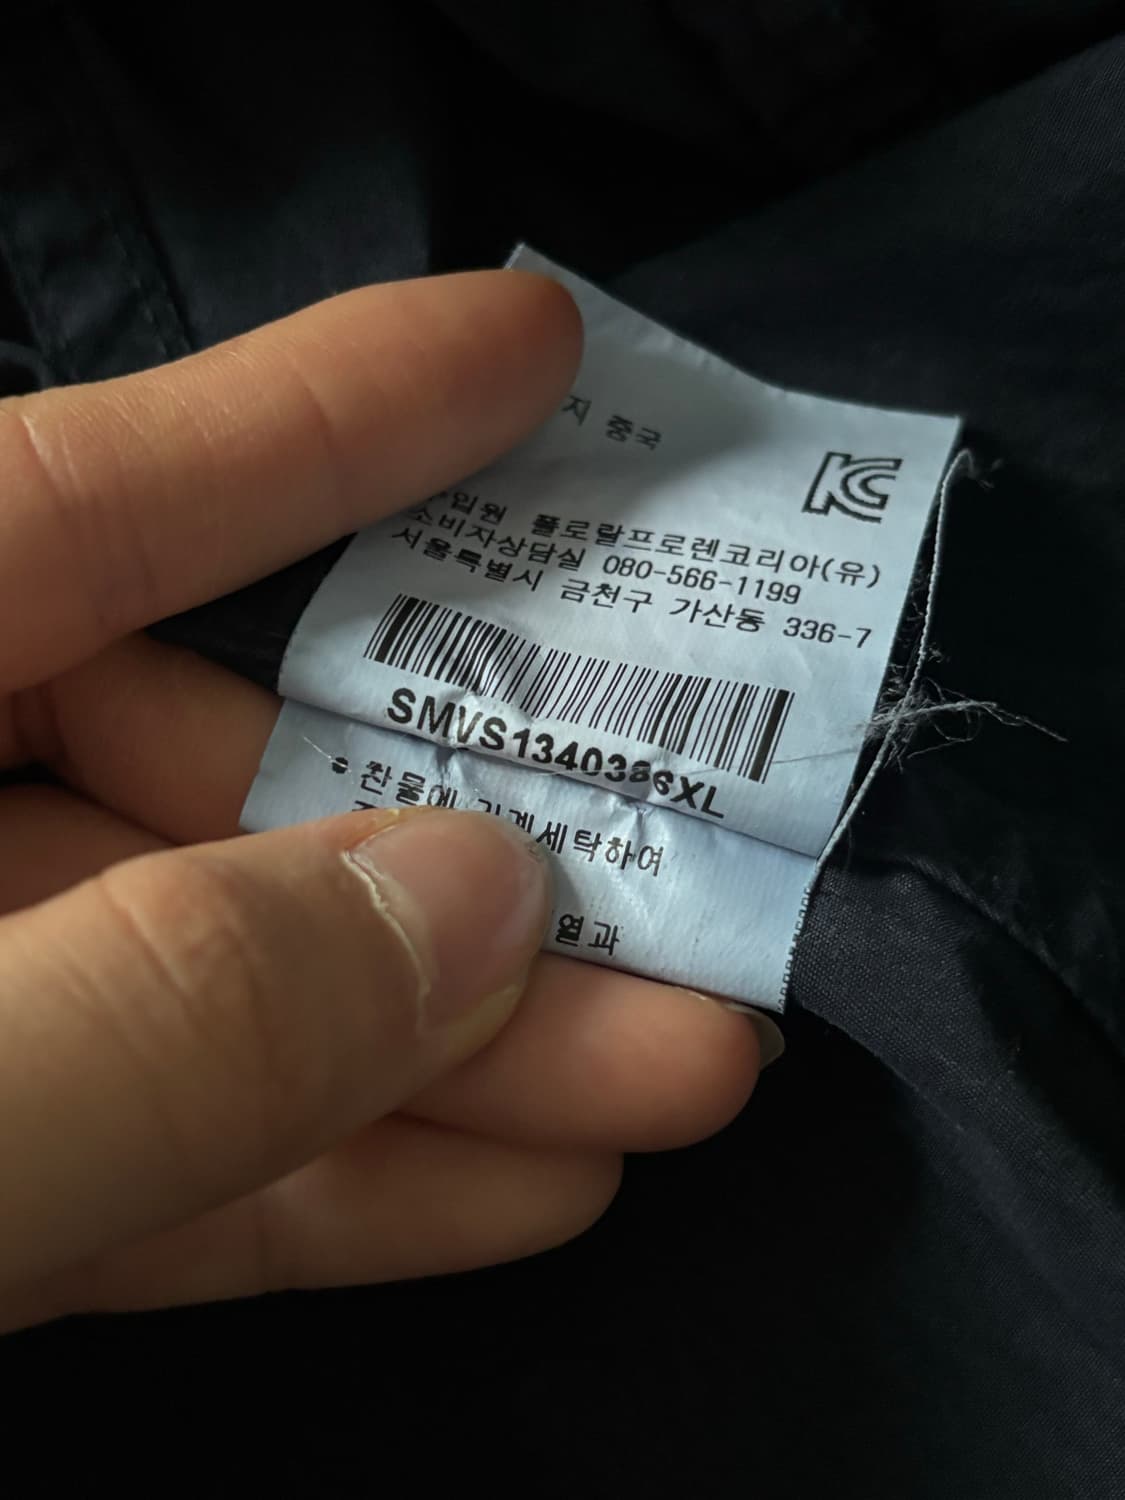 지 중국
KC
수입원 폴로랄프로렌코리아(유)
소비자상담실 080-566-1199
서울특별시 금천구 가산동 336-7
SMVS1340386XL
찬물에 기계세탁하여
열과